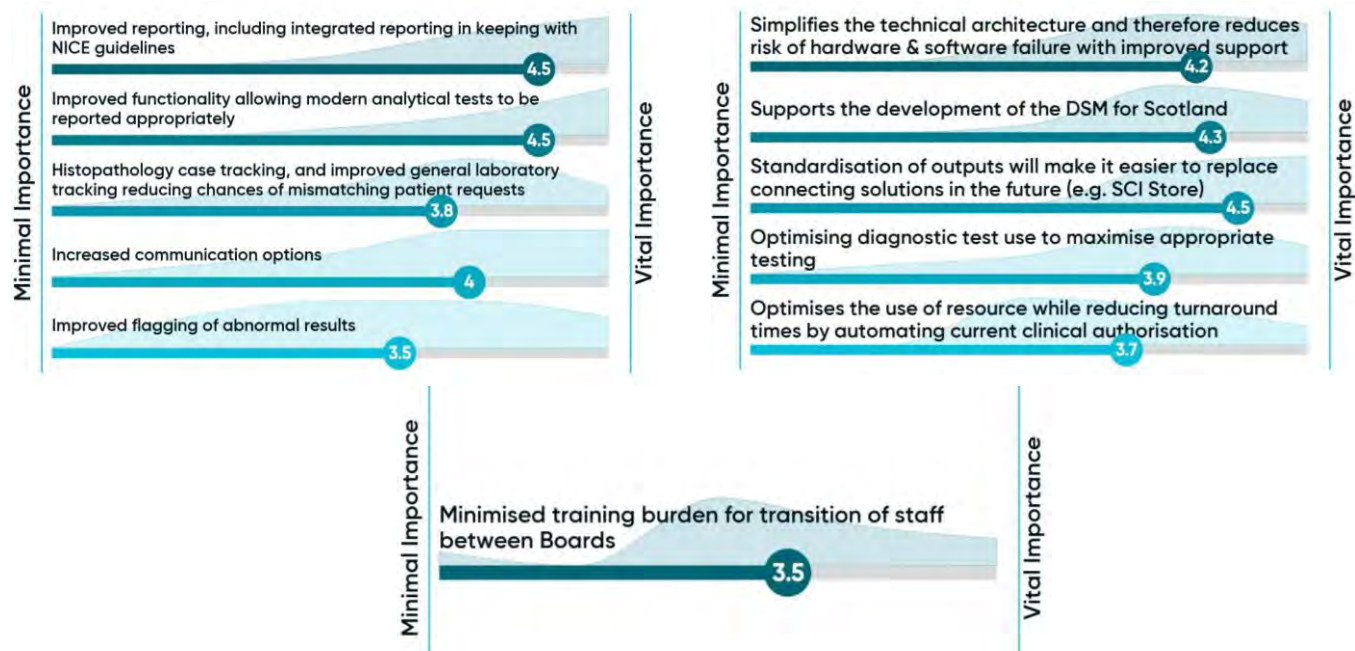 Minimal Importance
Improved reporting, including integrated reporting in keeping with
NICE guidelines
4.5
Improved functionality allowing modern analytical tests to be
reported appropriately
4.5
Histopathology case tracking, and improved general laboratory
tracking reducing chances of mismatching patient requests
3.8
Increased communication options
4
Improved flagging of abnormal results
3.5
Vital Importance
Minimal Importance
Simplifies the technical architecture and therefore reduces
risk of hardware & software failure with improved support
4.2
Supports the development of the DSM for Scotland
4.3
Standardisation of outputs will make it easier to replace
connecting solutions in the future (e.g. SCI Store)
4.5
Optimising diagnostic test use to maximise appropriate
testing
3.9
Optimises the use of resource while reducing turnaround
times by automating current clinical authorisation
3.7
Vital Importance
Minimal Importance
Minimised training burden for transition of staff
between Boards
3.5
Vital Importance